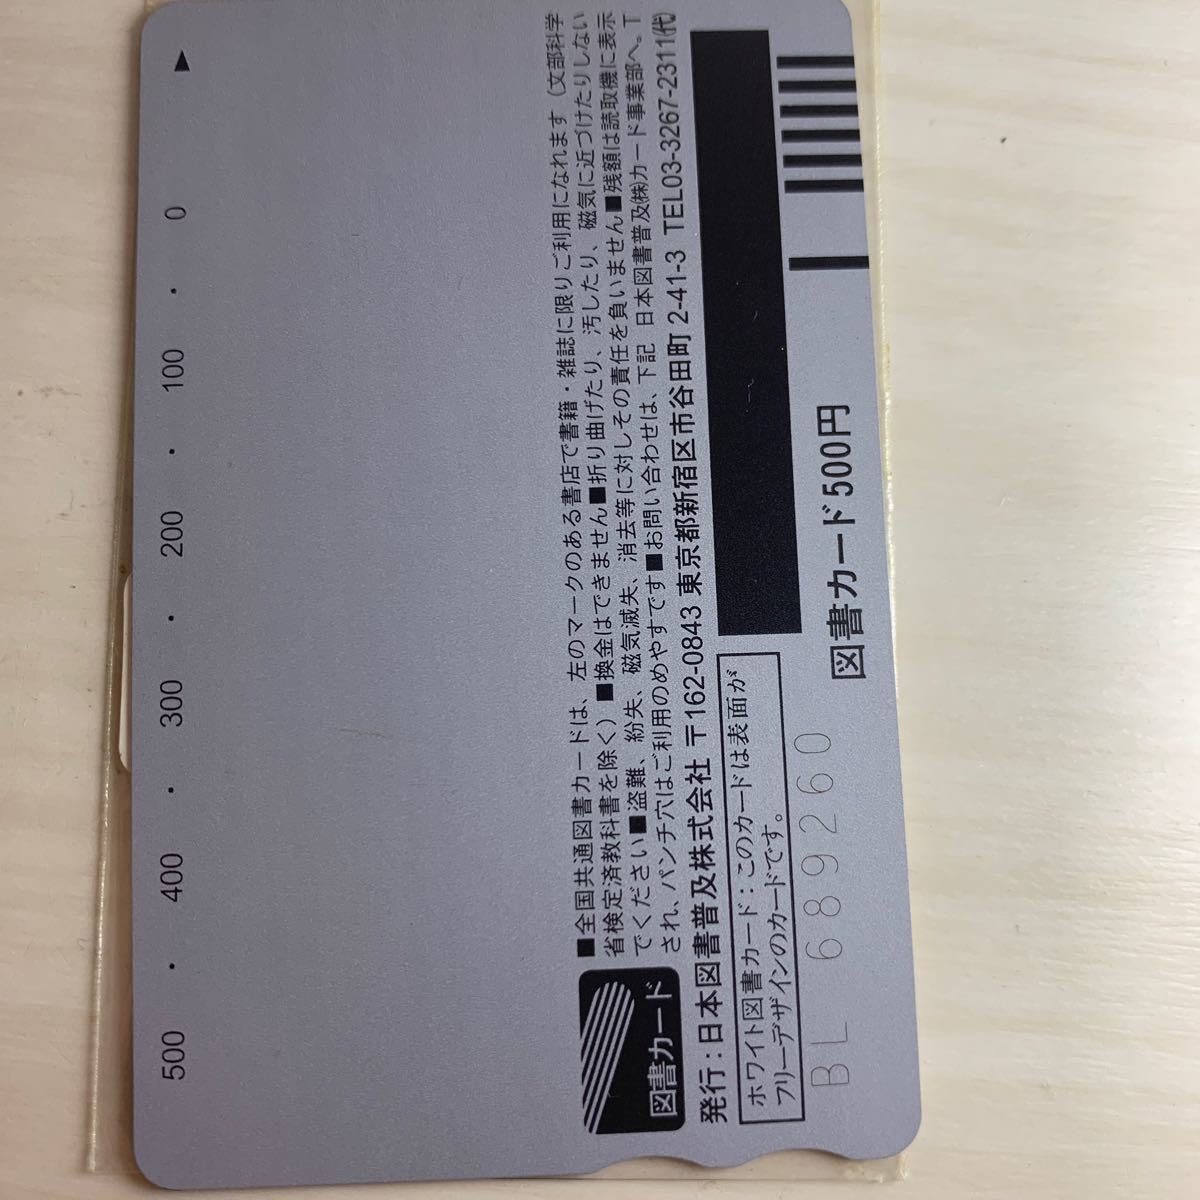 500 ・ 400 ・ 300 ・ 200 ・ 100 ・ 0 ▶
■全国共通図書カードは、左のマークのある書店で書籍・雑誌に限りご利用になれます（文部科学
省検定済教科書を除く）■換金はできません■折り曲げたり、汚したり、磁気に近づけたりしない
でください■盗難、紛失、磁気滅失、消去等に対しその責任を負いません■残額は読取機に表示
され、パンチ穴はご利用のめやすです■お問い合わせは、下記 日本図書普及㈱カード事業部へ。T
図書カード
発行：日本図書普及株式会社 〒162-0843 東京都新宿区市谷田町 2-41-3 TEL03-3267-2311㈹
ホワイト図書カード：このカードは表面が
フリーデザインのカードです。
BL 6889260
図書カード500円